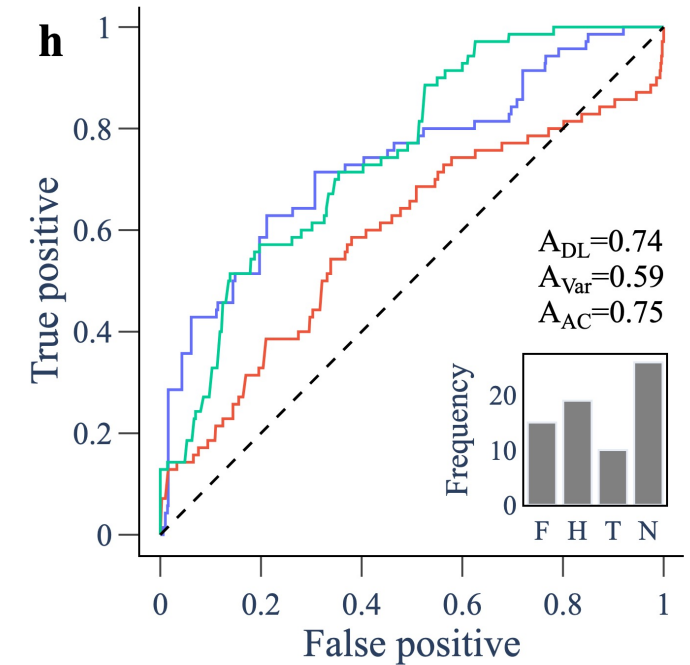 h
1
0.8
0.6
0.4
0.2
0
True positive
0 0.2 0.4 0.6 0.8 1
False positive
A_DL=0.74
A_Var=0.59
A_AC=0.75
Frequency
20
10
0
F H T N